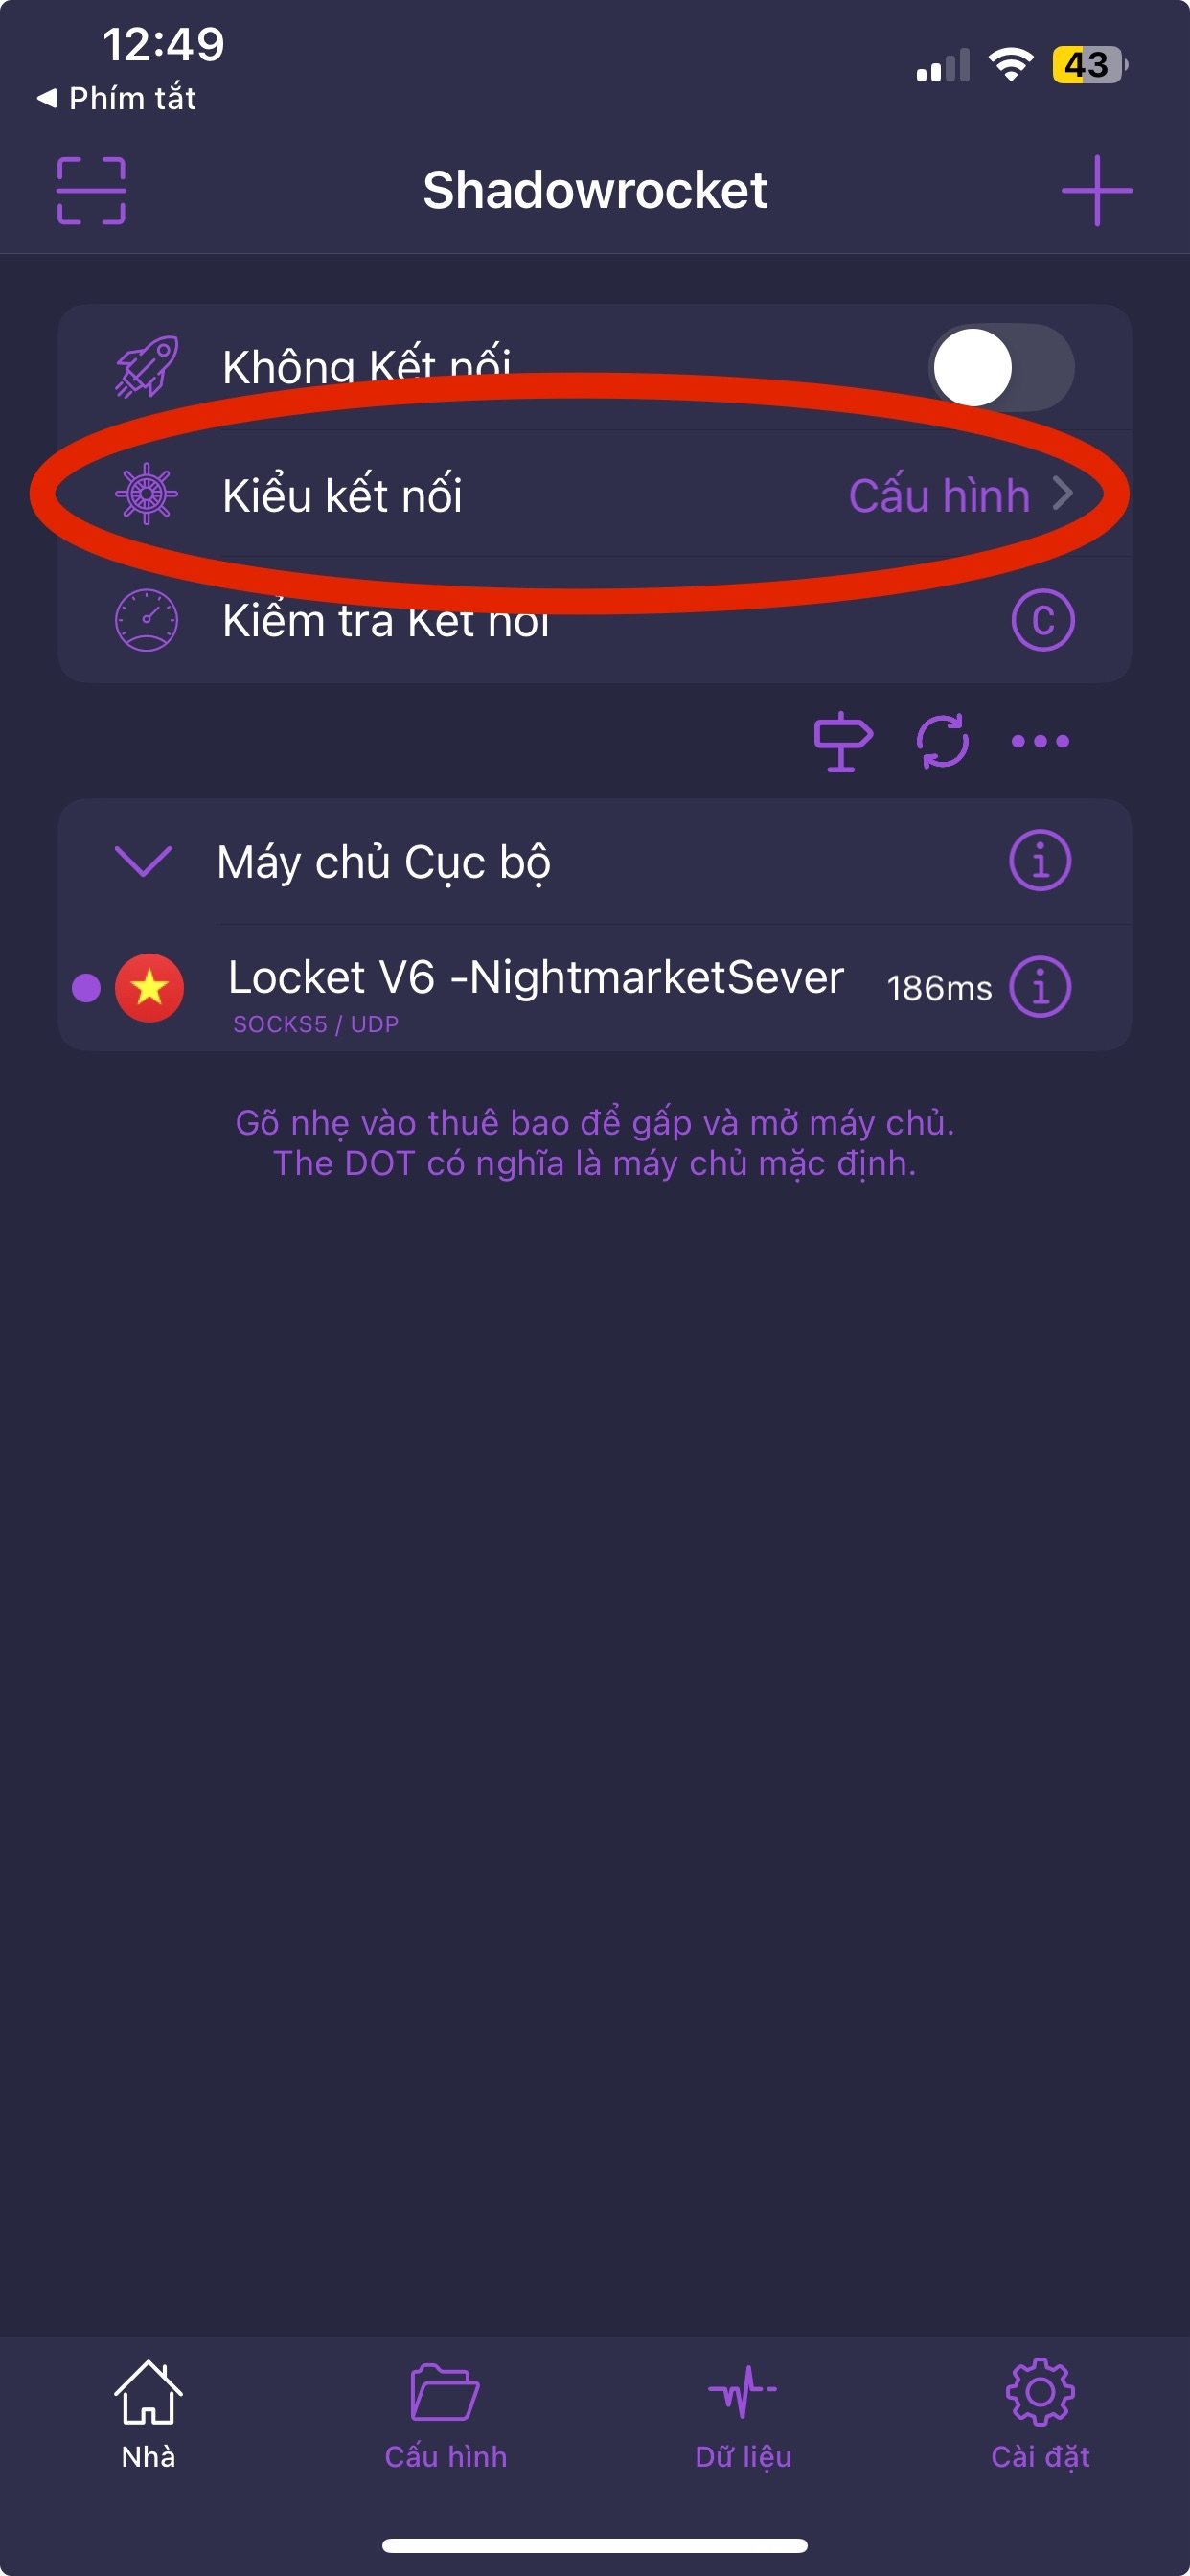 12:49
43
◀ Phím tắt
Shadowrocket
Không Kết nối
Kiểu kết nối
Cấu hình
Kiểm tra Kết nối
C
Máy chủ Cục bộ
Locket V6 -NightmarketSever
186ms
SOCKS5 / UDP
Gõ nhẹ vào thuê bao để gấp và mở máy chủ.
The DOT có nghĩa là máy chủ mặc định.
Nhà
Cấu hình
Dữ liệu
Cài đặt